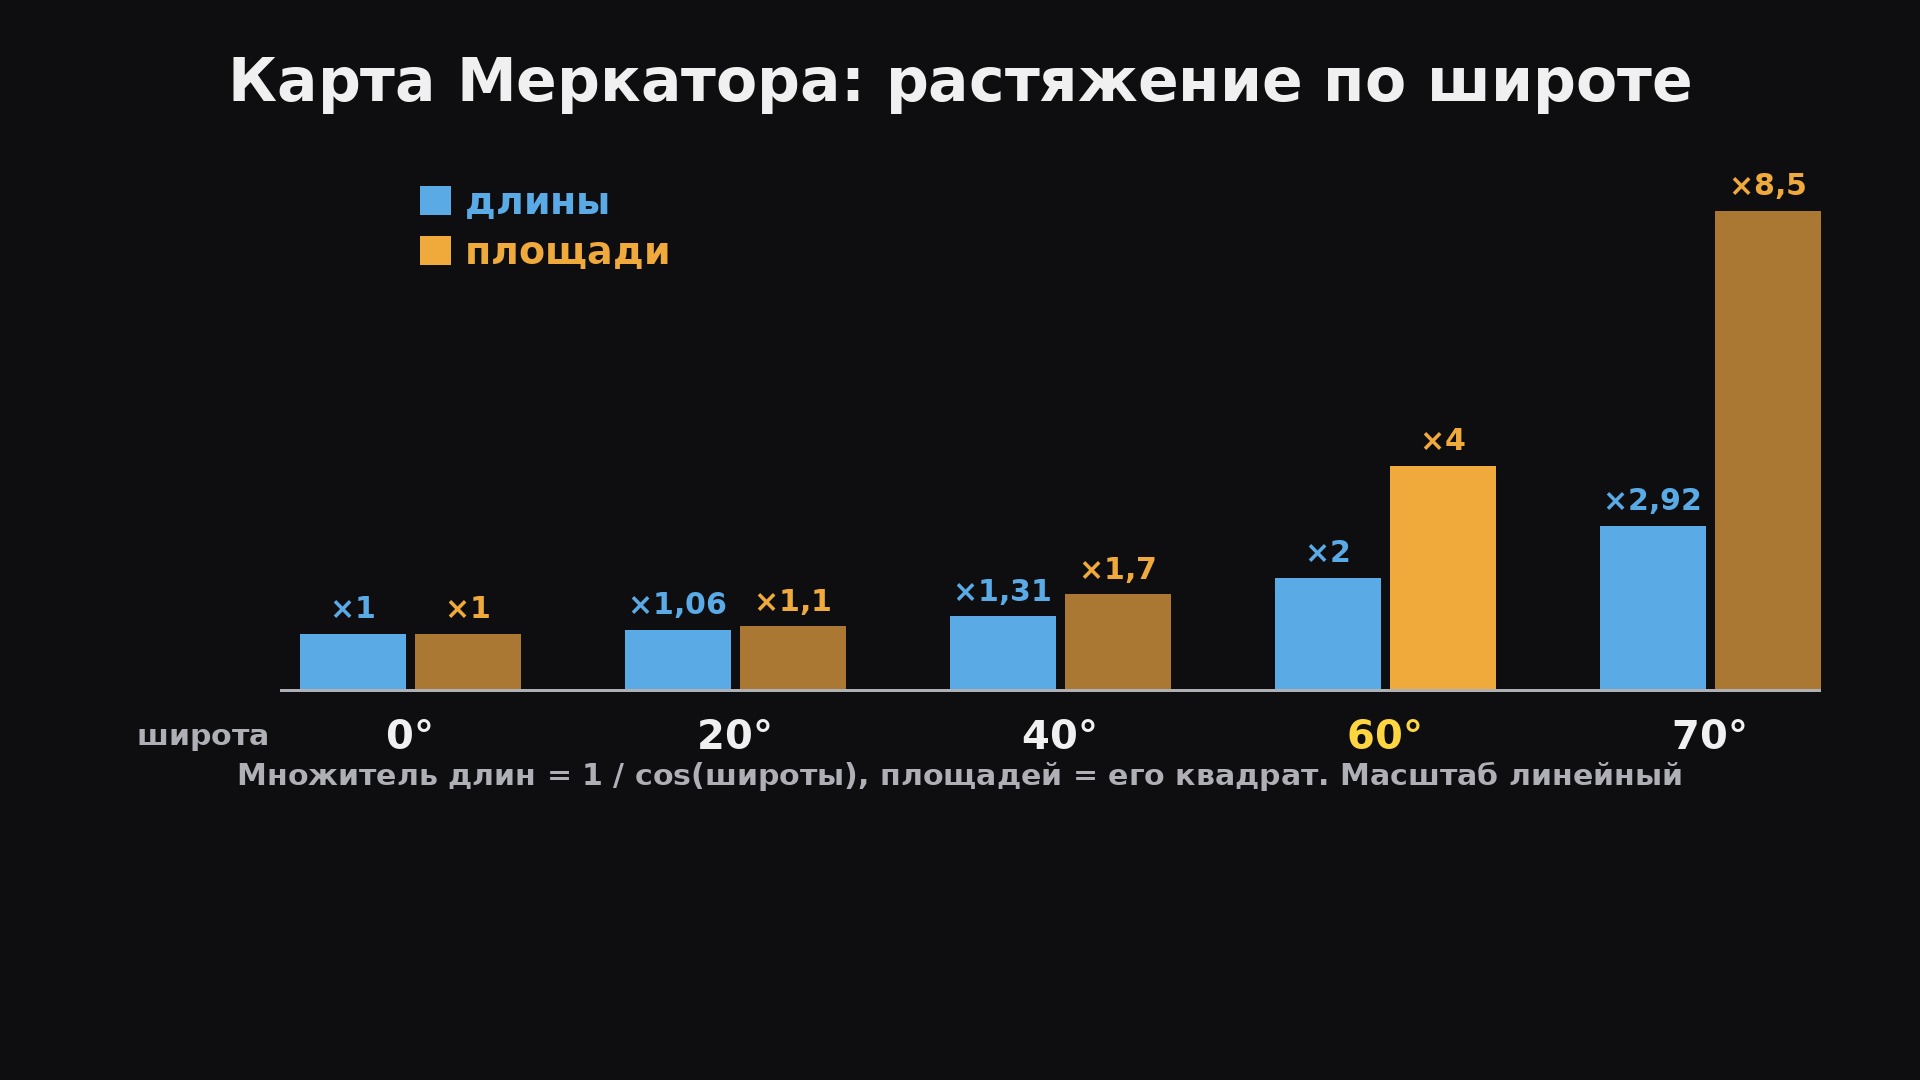 Карта Меркатора: растяжение по широте
длины
площади
×8,5
×4
×2,92
×2
×1,7
×1,31
×1,1
×1,06
×1
×1
широта 0° 20° 40° 60° 70°
Множитель длин = 1 / cos(широты), площадей = его квадрат. Масштаб линейный